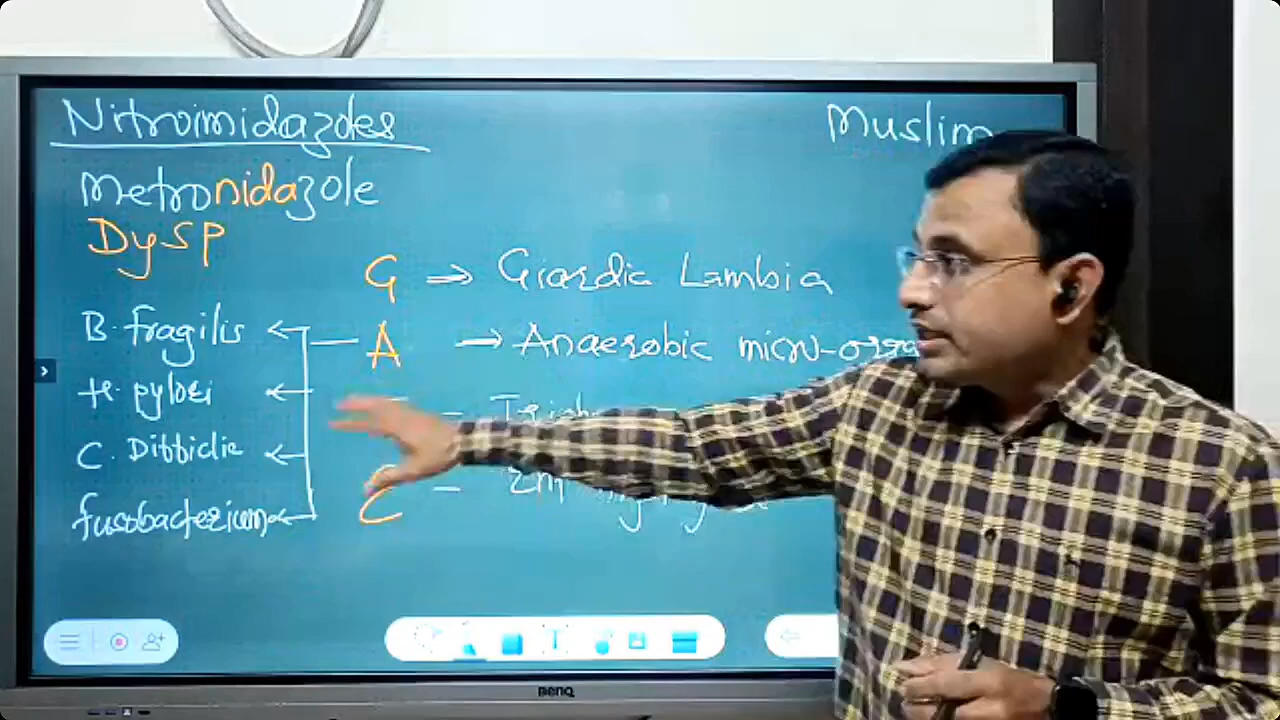 Nitroimidazoles
Muslim
Metronidazole
DYSP
G ⇒ Giardia Lambia
B. fragilis ← A → Anaerobic micro-orga
H. pylori ←
C. Difficile ←
fusobacterium ← C
T
BenQ